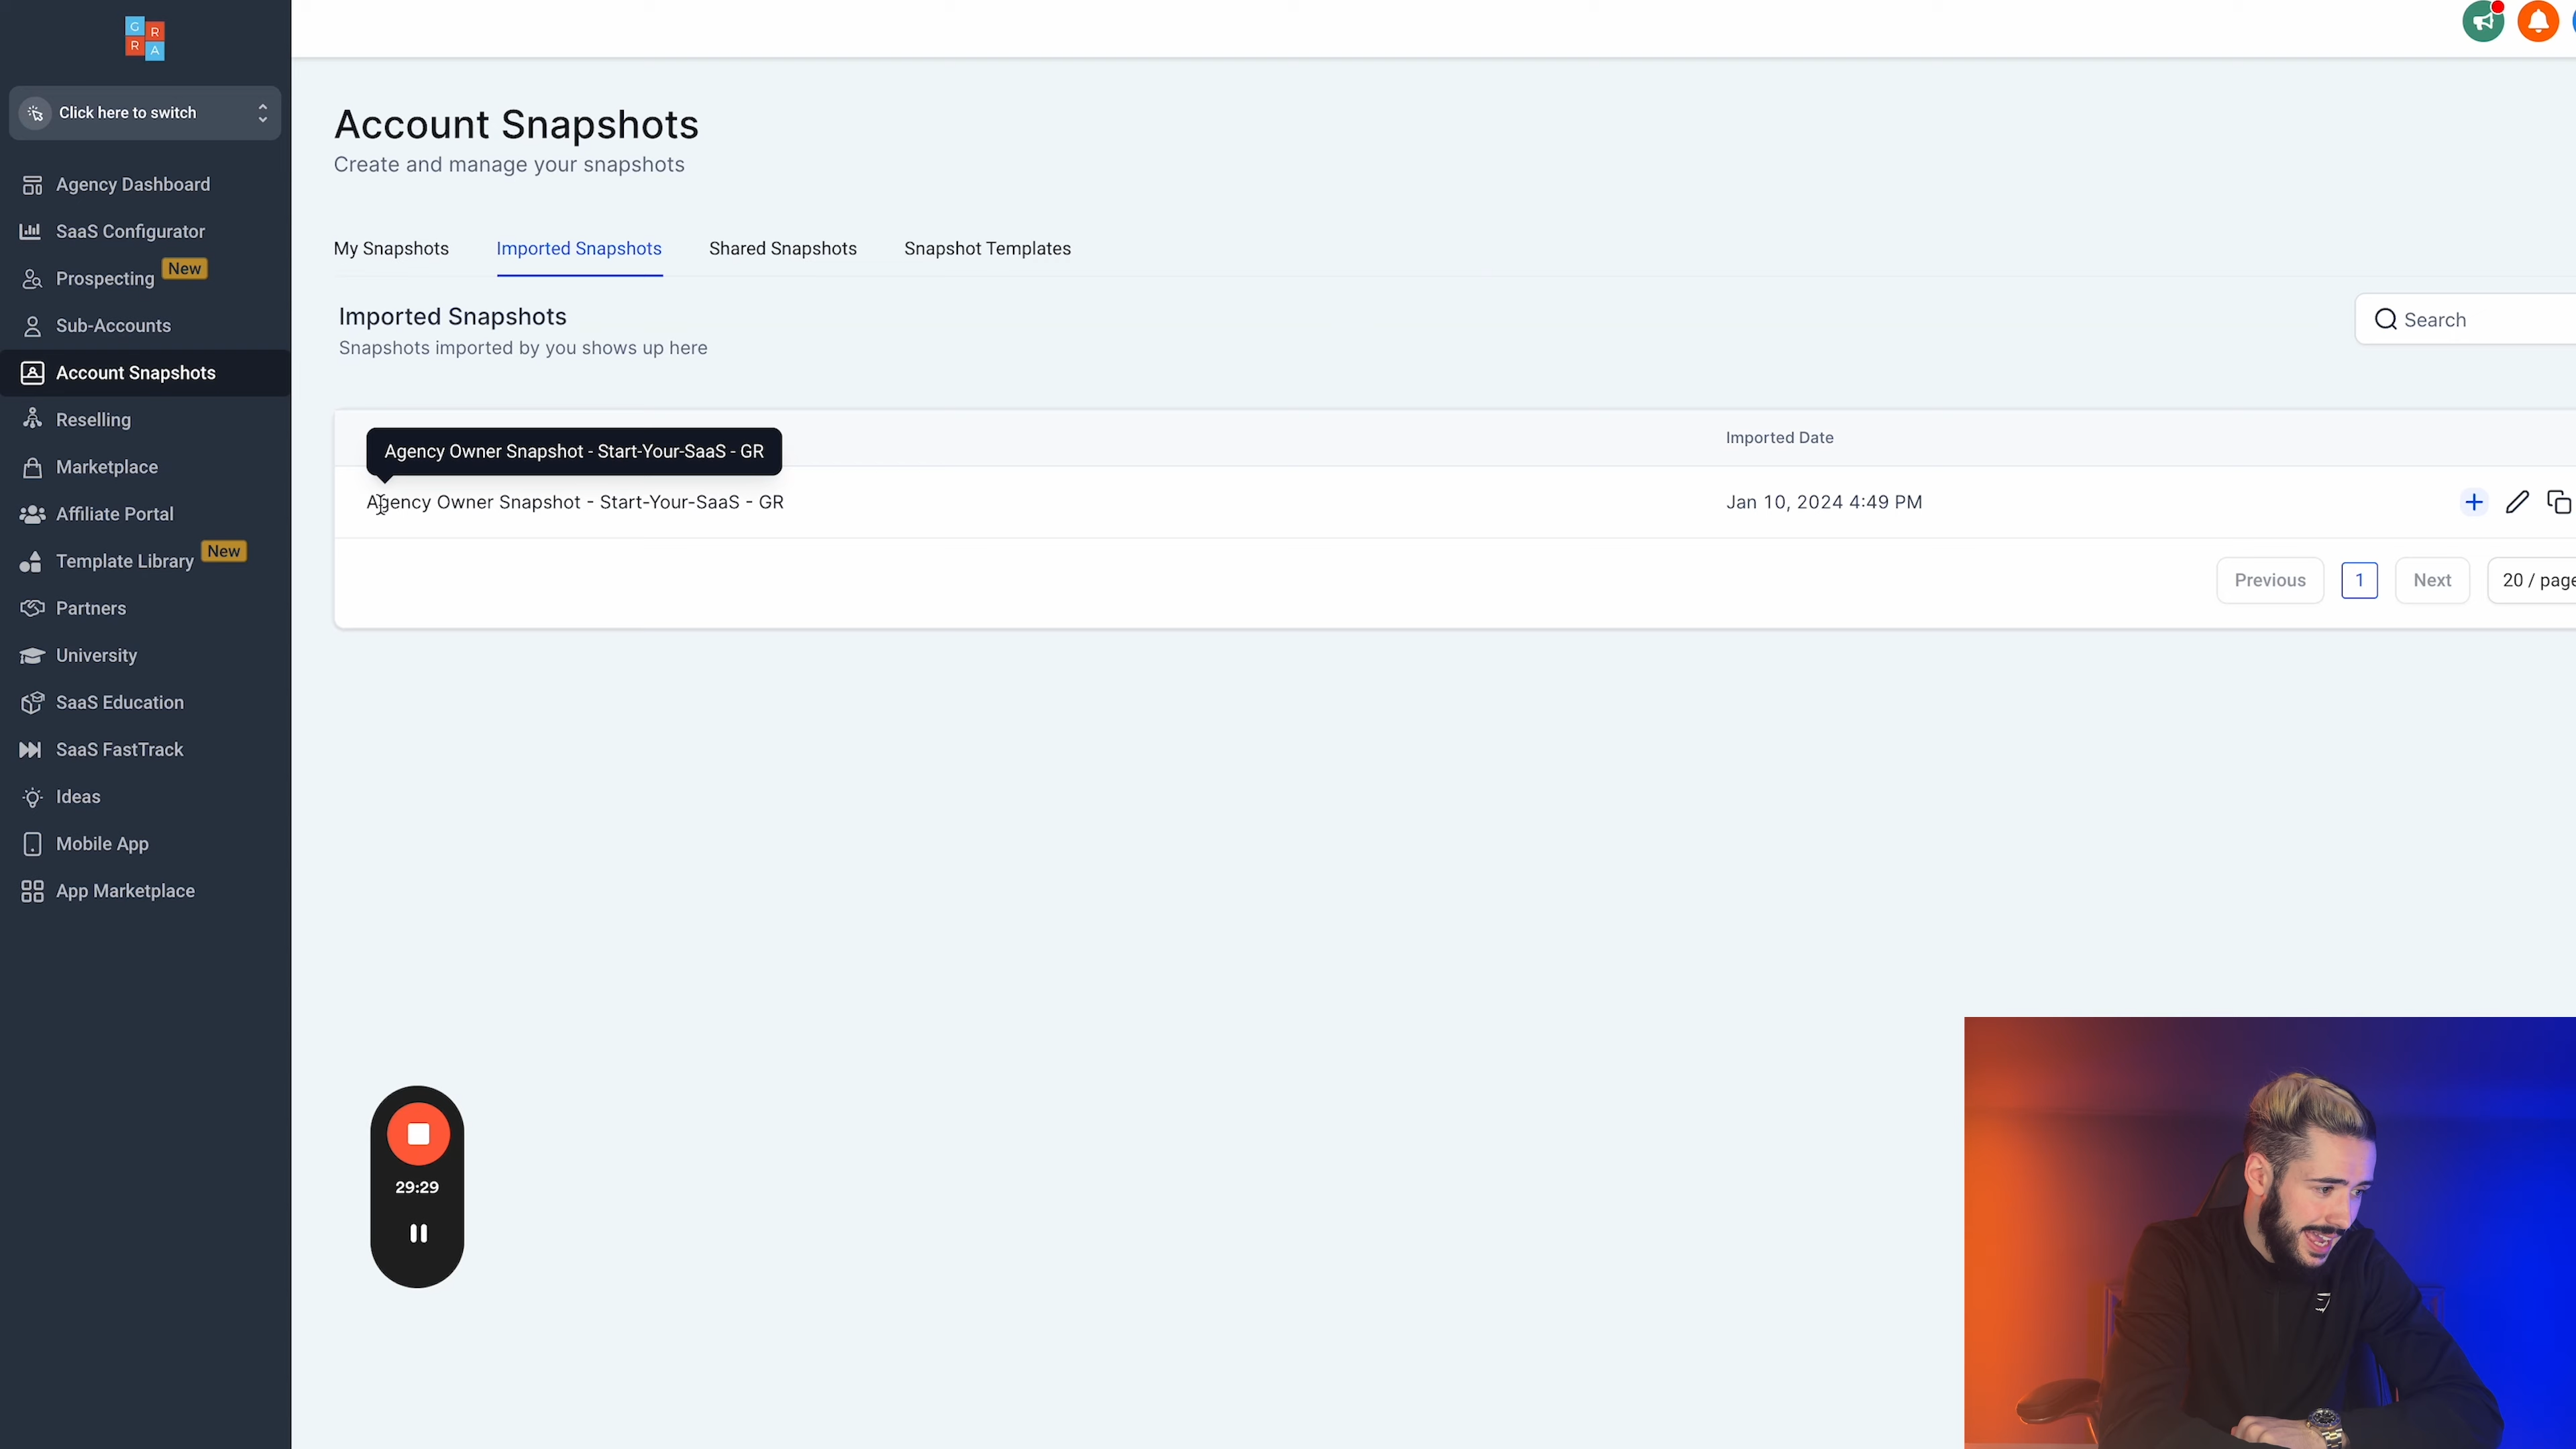 G R
R A
Click here to switch
Agency Dashboard
SaaS Configurator
Prospecting New
Sub-Accounts
Account Snapshots
Reselling
Marketplace
Affiliate Portal
Template Library New
Partners
University
SaaS Education
SaaS FastTrack
Ideas
Mobile App
App Marketplace
Account Snapshots
Create and manage your snapshots
My Snapshots Imported Snapshots Shared Snapshots Snapshot Templates
Imported Snapshots
Snapshots imported by you shows up here
Search
Imported Date
Agency Owner Snapshot - Start-Your-SaaS - GR
Agency Owner Snapshot - Start-Your-SaaS - GR Jan 10, 2024 4:49 PM
Previous 1 Next 20 / page
29:29